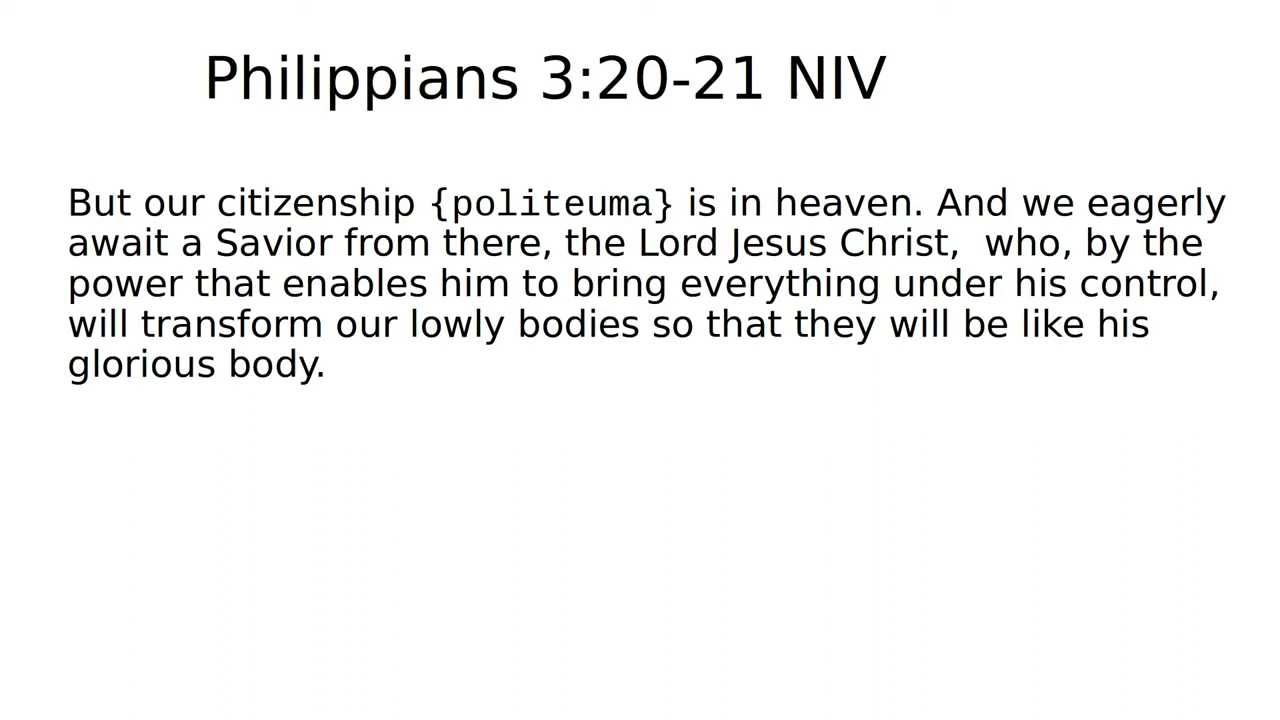 Philippians 3:20-21 NIV
But our citizenship {politeuma} is in heaven. And we eagerly
await a Savior from there, the Lord Jesus Christ,  who, by the
power that enables him to bring everything under his control,
will transform our lowly bodies so that they will be like his
glorious body.